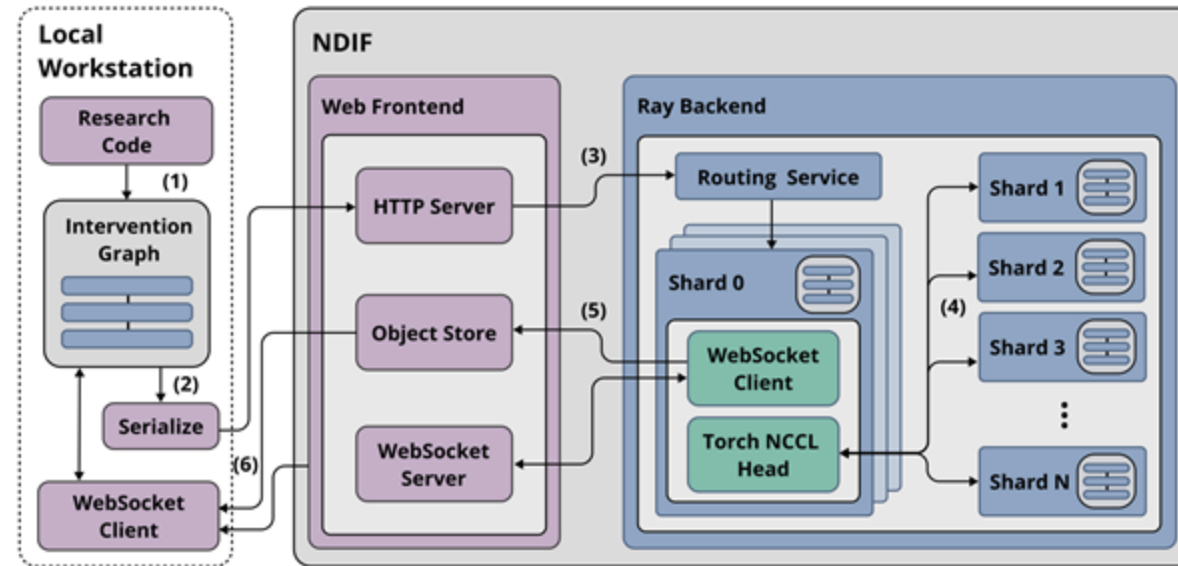 Local
Workstation
Research
Code
(1)
Intervention
Graph
(2)
Serialize
(6)
WebSocket
Client
NDIF
Web Frontend
HTTP Server
Object Store
WebSocket
Server
(3)
(5)
Ray Backend
Routing Service
Shard 0
WebSocket
Client
Torch NCCL
Head
(4)
Shard 1
Shard 2
Shard 3
Shard N